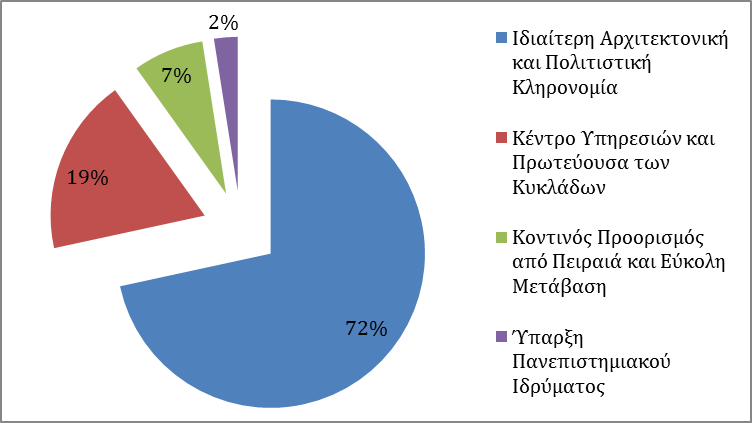 2%
7%
19%
72%
Ιδιαίτερη Αρχιτεκτονική
και Πολιτιστική
Κληρονομία
Κέντρο Υπηρεσιών και
Πρωτεύουσα των
Κυκλάδων
Κοντινός Προορισμός
από Πειραιά και Εύκολη
Μετάβαση
Ύπαρξη
Πανεπιστημιακού
Ιδρύματος